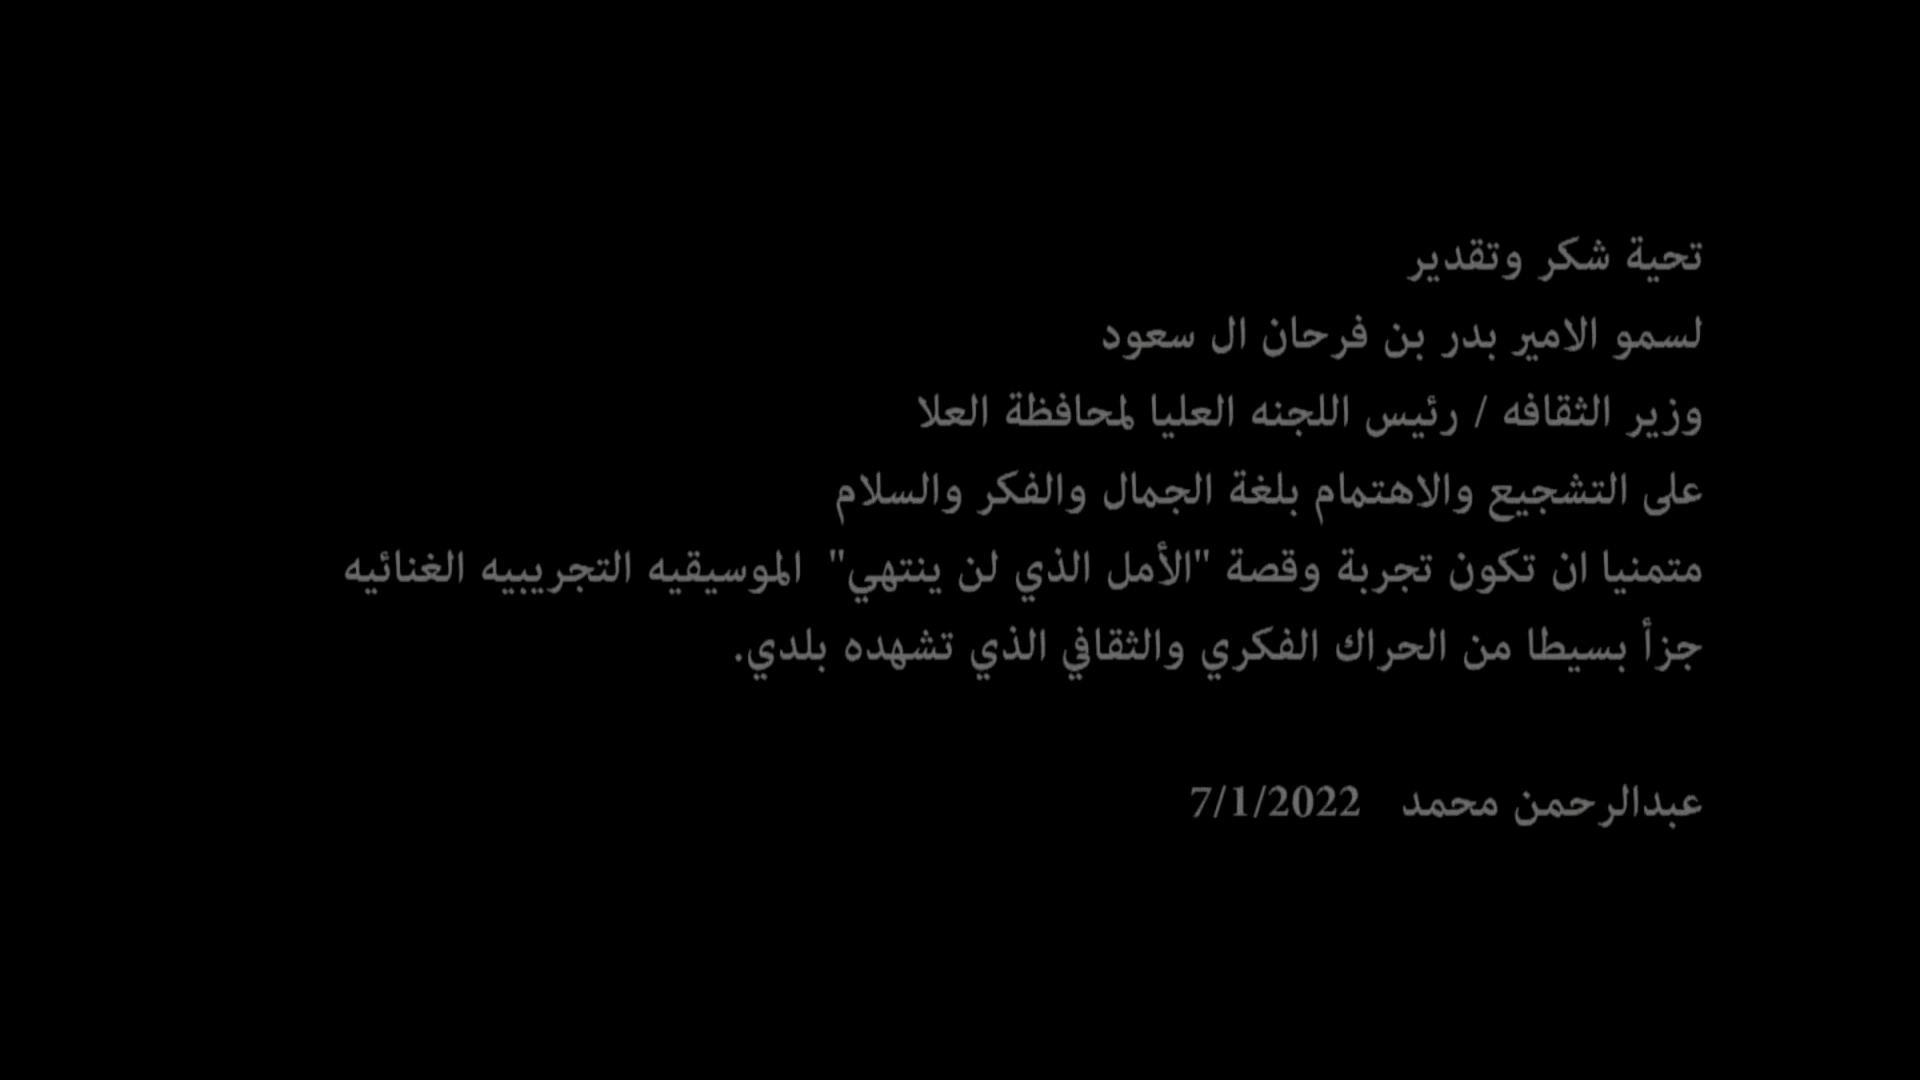 تحية شكر وتقدير
لسمو الامير بدر بن فرحان ال سعود
وزير الثقافه / رئيس اللجنه العليا لمحافظة العلا
على التشجيع والاهتمام بلغة الجمال والفكر والسلام
متمنيا ان تكون تجربة وقصة "الأمل الذي لن ينتهي" الموسيقيه التجريبيه الغنائيه
جزأ بسيطا من الحراك الفكري والثقافي الذي تشهده بلدي.
عبدالرحمن محمد 7/1/2022